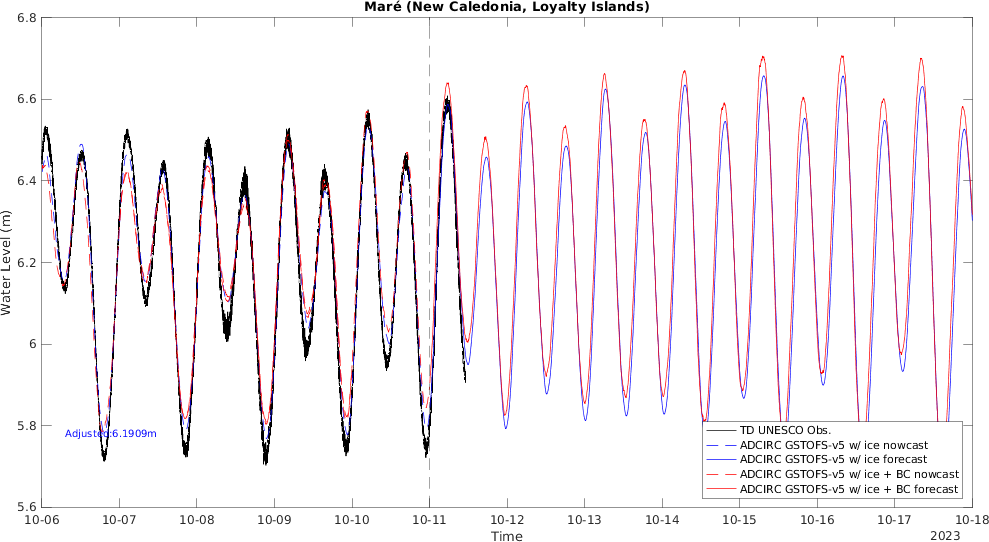 Maré (New Caledonia, Loyalty Islands)
6.8
6.6
6.4
6.2
6
5.8
5.6
Water Level (m)
Adjusted:6.1909m
TD UNESCO Obs.
ADCIRC GSTOFS-v5 w/ ice nowcast
ADCIRC GSTOFS-v5 w/ ice forecast
ADCIRC GSTOFS-v5 w/ ice + BC nowcast
ADCIRC GSTOFS-v5 w/ ice + BC forecast
10-06 10-07 10-08 10-09 10-10 10-11 10-12 10-13 10-14 10-15 10-16 10-17 10-18
Time
2023